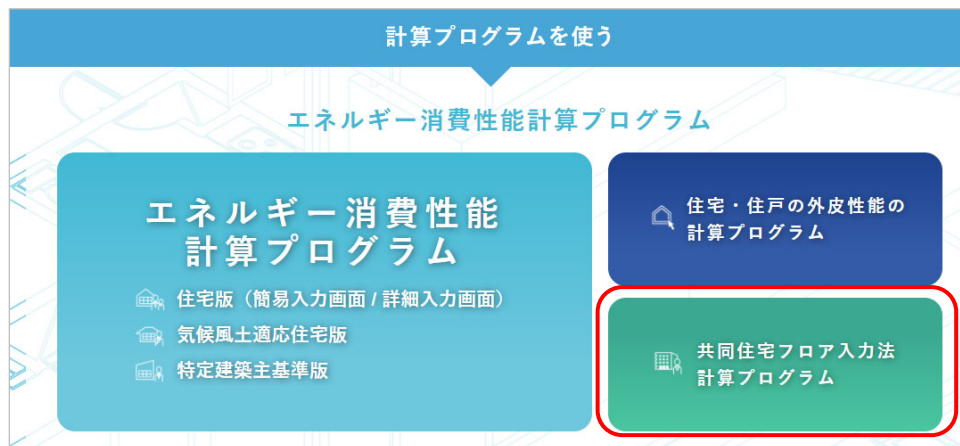 計算プログラムを使う
エネルギー消費性能計算プログラム
エネルギー消費性能
計算プログラム
住宅版（簡易入力画面 / 詳細入力画面）
気候風土適応住宅版
特定建築主基準版
住宅・住戸の外皮性能の
計算プログラム
共同住宅フロア入力法
計算プログラム